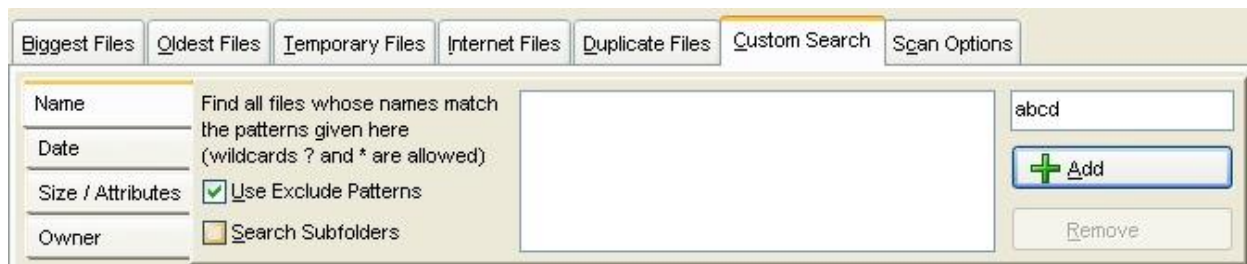 Biggest Files Oldest Files Temporary Files Internet Files Duplicate Files Custom Search Scan Options
Name
Date
Size / Attributes
Owner
Find all files whose names match
the patterns given here
(wildcards ? and * are allowed)
Use Exclude Patterns
Search Subfolders
abcd
Add
Remove